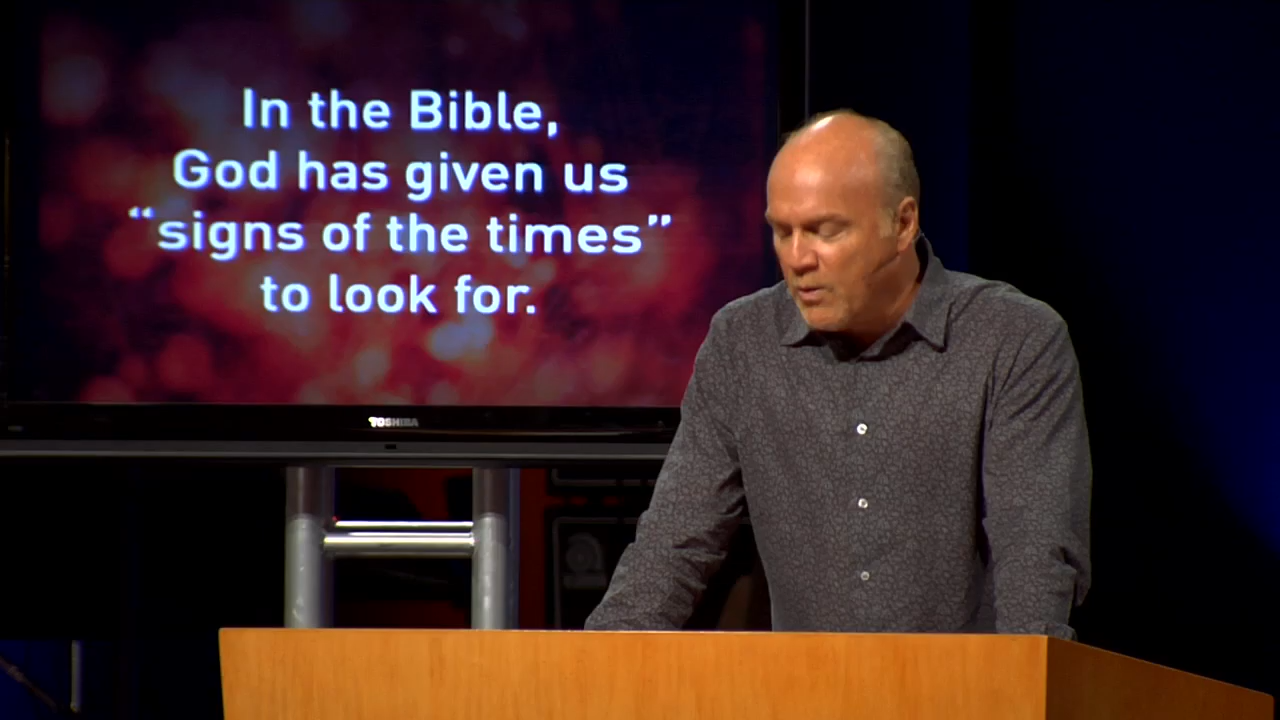 In the Bible,
God has given us
“signs of the times”
to look for.
TOSHIBA